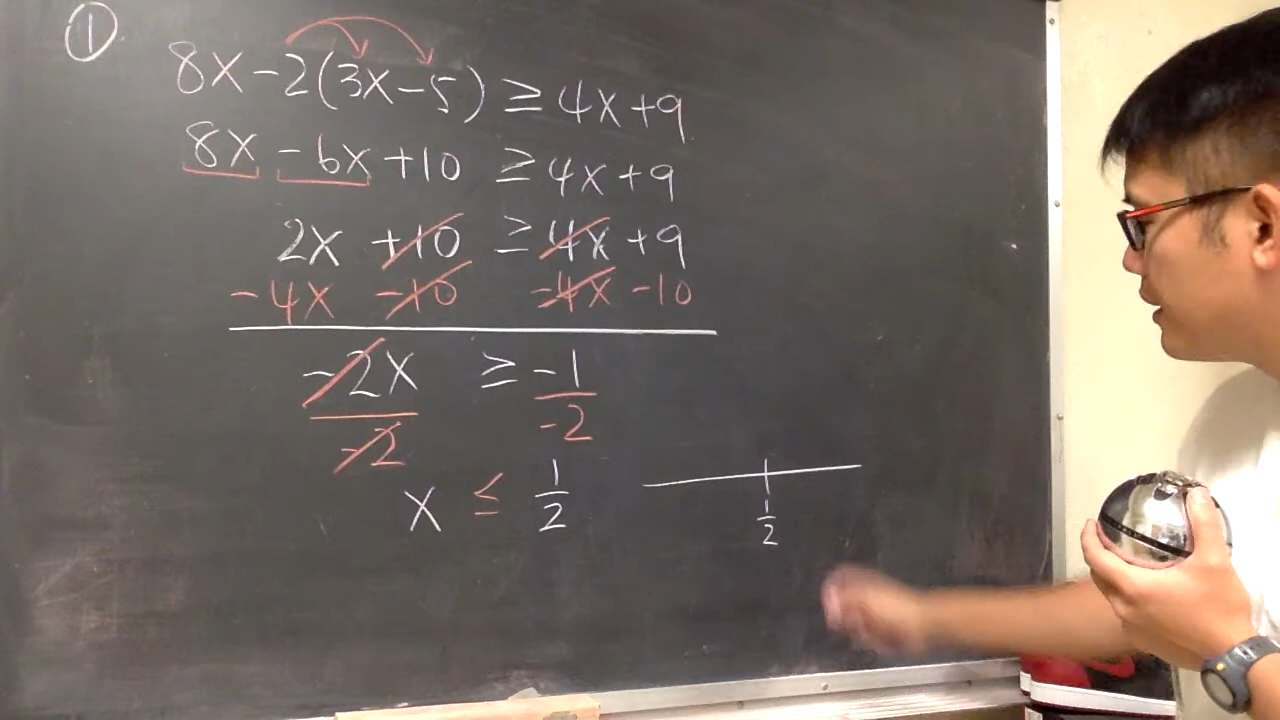 ①
8x - 2(3x - 5) ≥ 4x + 9
8x - 6x + 10 ≥ 4x + 9
2x + 10 ≥ 4x + 9
- 4x - 10 - 4x - 10
- 2x ≥ - 1
- 2 - 2
x ≤ 1/2
1/2